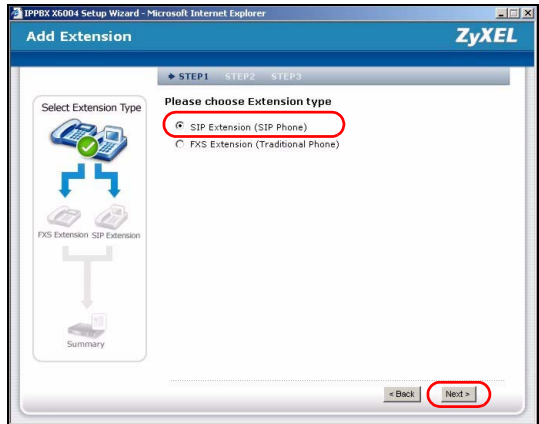 IPPBX X6004 Setup Wizard - Microsoft Internet Explorer
Add Extension
ZyXEL
STEP1 STEP2 STEP3
Select Extension Type
Please choose Extension type
SIP Extension (SIP Phone)
FXS Extension (Traditional Phone)
FXS Extension SIP Extension
Summary
< Back Next >